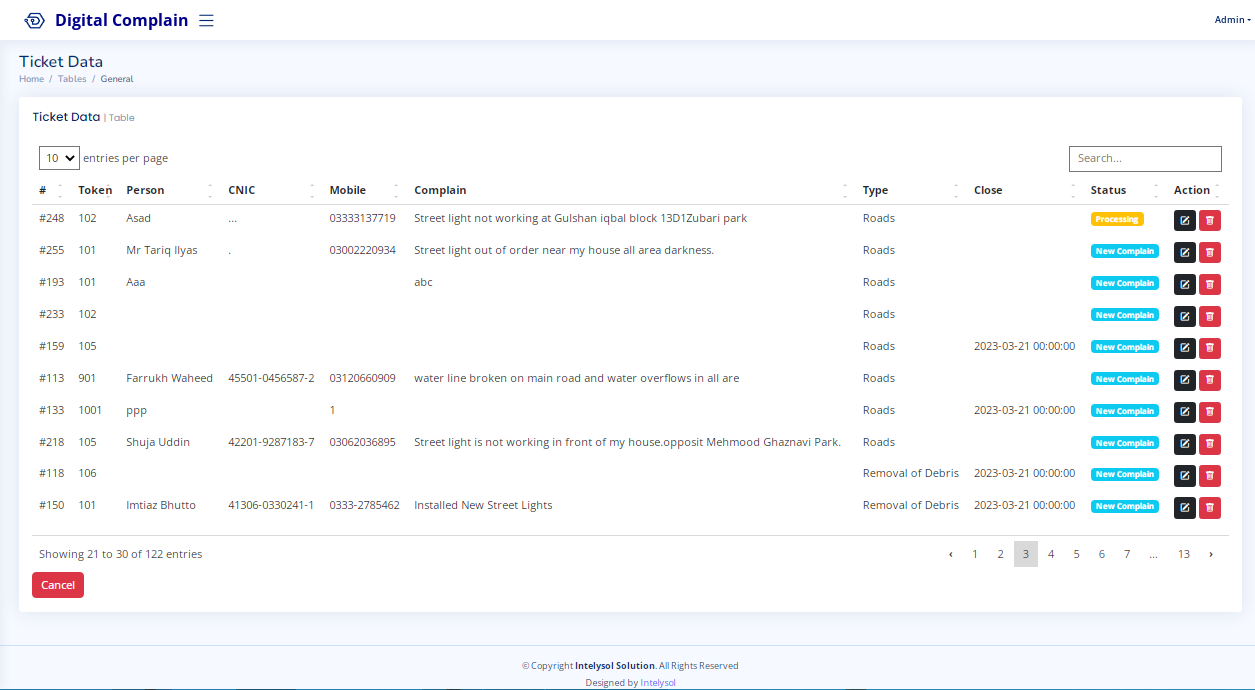 Digital Complain
Admin
Ticket Data
Home / Tables / General
Ticket Data | Table
10 entries per page Search...
# Token Person CNIC Mobile Complain Type Close Status Action
#248 102 Asad ... 03333137719 Street light not working at Gulshan iqbal block 13D1Zubari park Roads Processing
#255 101 Mr Tariq Ilyas . 03002220934 Street light out of order near my house all area darkness. Roads New Complain
#193 101 Aaa abc Roads New Complain
#233 102 Roads New Complain
#159 105 Roads 2023-03-21 00:00:00 New Complain
#113 901 Farrukh Waheed 45501-0456587-2 03120660909 water line broken on main road and water overflows in all are Roads New Complain
#133 1001 ppp 1 Roads 2023-03-21 00:00:00 New Complain
#218 105 Shuja Uddin 42201-9287183-7 03062036895 Street light is not working in front of my house.opposit Mehmood Ghaznavi Park. Roads New Complain
#118 106 Removal of Debris 2023-03-21 00:00:00 New Complain
#150 101 Imtiaz Bhutto 41306-0330241-1 0333-2785462 Installed New Street Lights Removal of Debris 2023-03-21 00:00:00 New Complain
Showing 21 to 30 of 122 entries ‹ 1 2 3 4 5 6 7 ... 13 ›
Cancel
© Copyright Intelysol Solution. All Rights Reserved
Designed by Intelysol